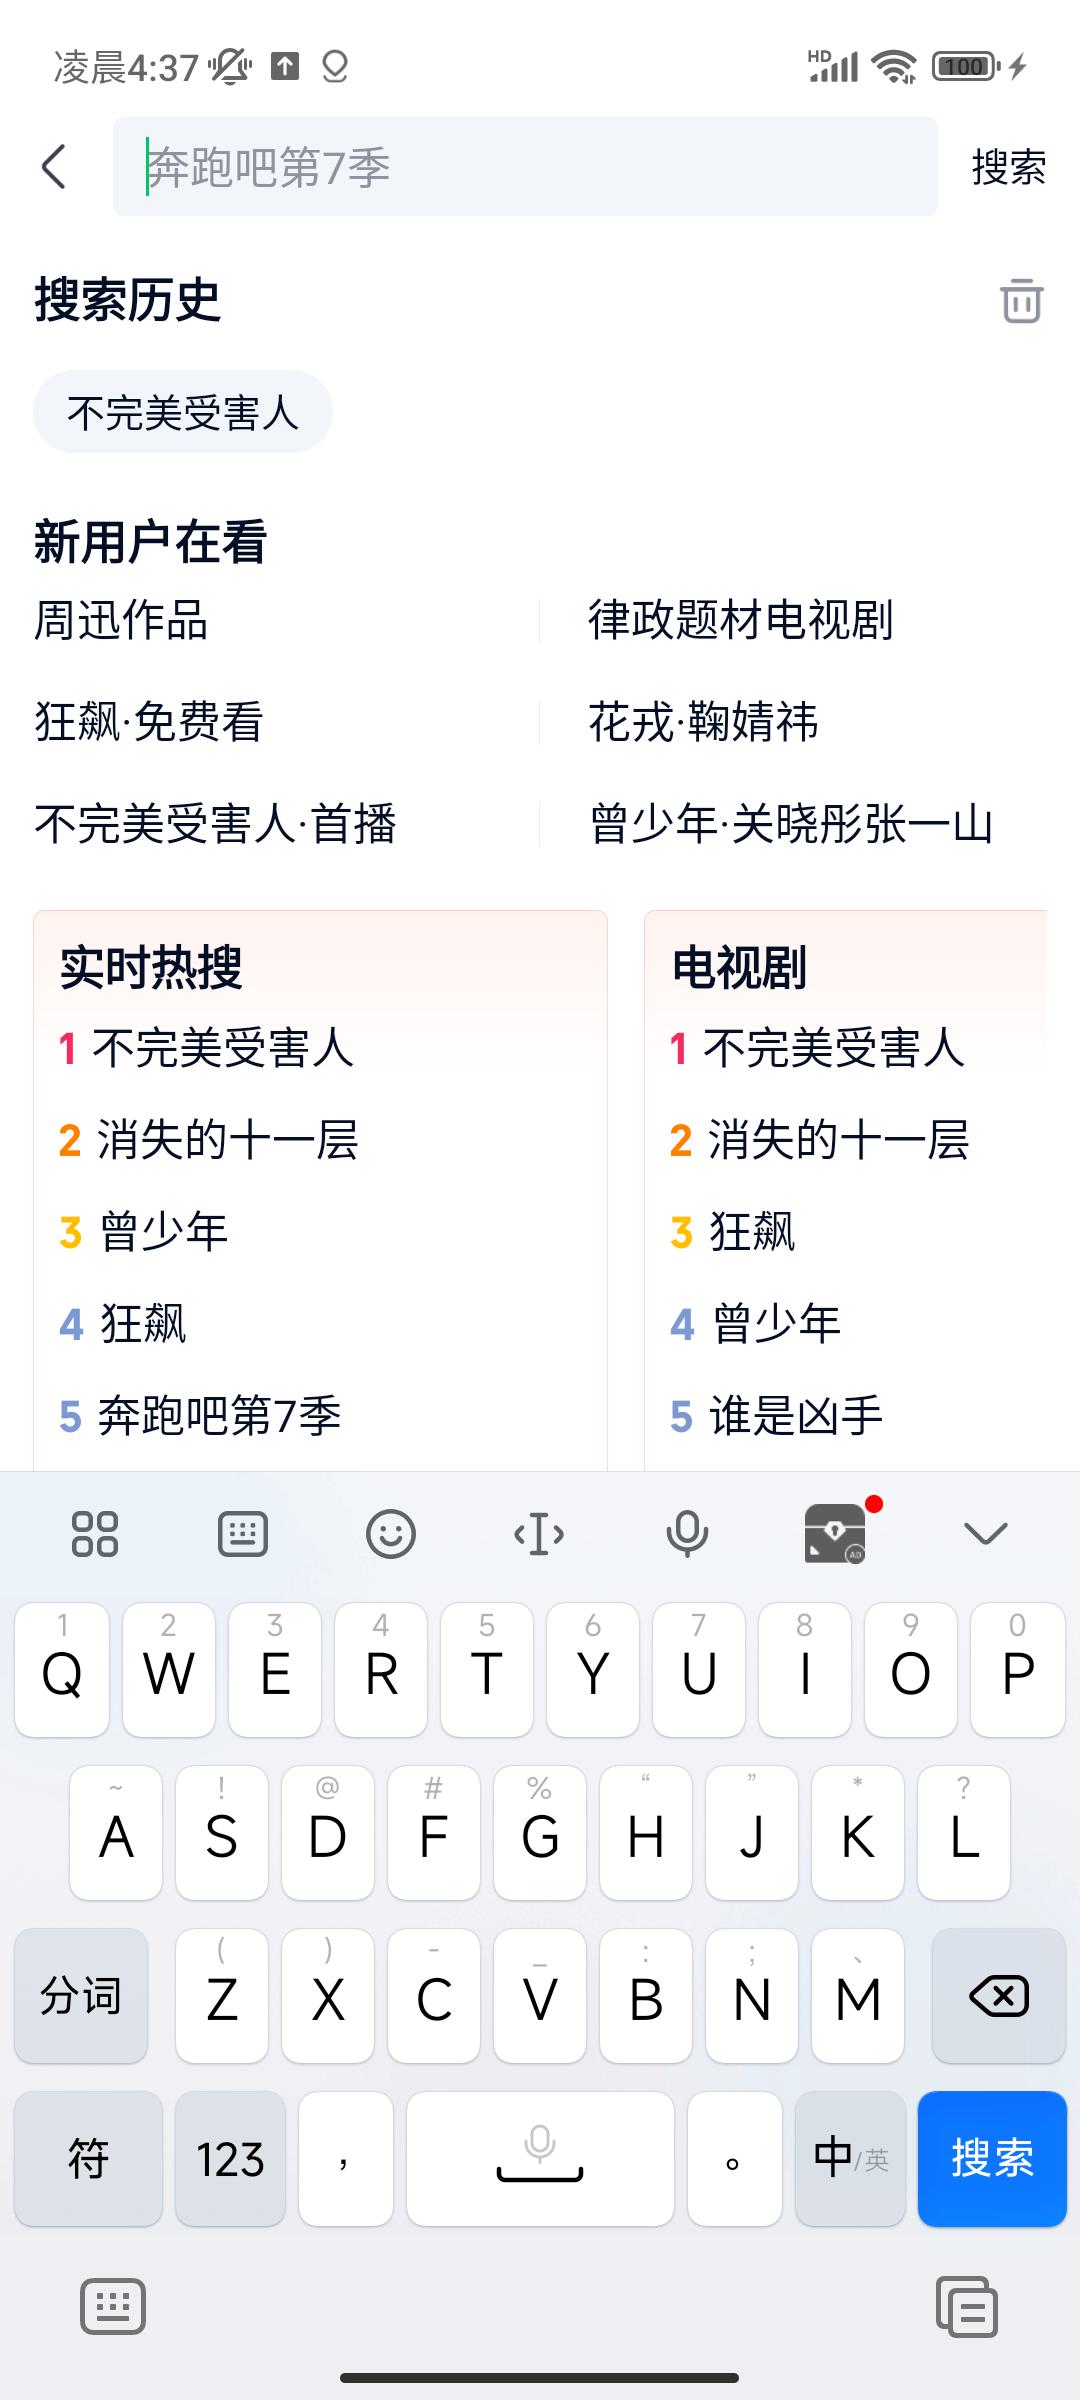 凌晨4:37
HD
100
奔跑吧第7季
搜索
搜索历史
不完美受害人
新用户在看
周迅作品
律政题材电视剧
狂飙·免费看
花戎·鞠婧祎
不完美受害人·首播
曾少年·关晓彤张一山
实时热搜
1 不完美受害人
2 消失的十一层
3 曾少年
4 狂飙
5 奔跑吧第7季
电视剧
1 不完美受害人
2 消失的十一层
3 狂飙
4 曾少年
5 谁是凶手
AD
1 2 3 4 5 6 7 8 9 0
Q W E R T Y U I O P
~ ! @ # % “ ” * ?
A S D F G H J K L
( ) - _ : ; 、
分词 Z X C V B N M
符 123 ， 。 中/英 搜索